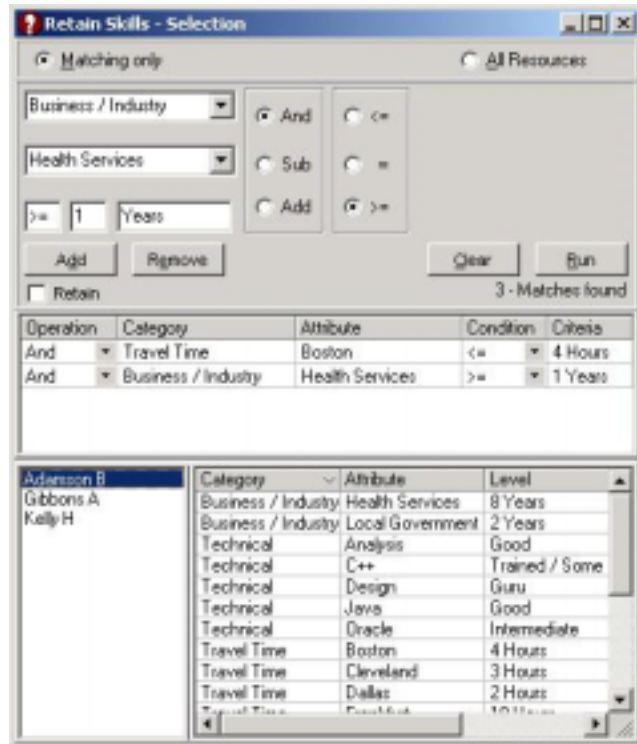 Retain Skills - Selection
Matching only All Resources
Business / Industry And <=
Health Services Sub =
>= 1 Years Add >=
Add Remove Clear Run
Retain 3 - Matches found
Operation Category Attribute Condition Criteria
And Travel Time Boston <= 4 Hours
And Business / Industry Health Services >= 1 Years
Adamson B
Gibbons A
Kelly H
Category Attribute Level
Business / Industry Health Services 8 Years
Business / Industry Local Government 2 Years
Technical Analysis Good
Technical C++ Trained / Some
Technical Design Guru
Technical Java Good
Technical Oracle Intermediate
Travel Time Boston 4 Hours
Travel Time Cleveland 3 Hours
Travel Time Dallas 2 Hours
Travel Time Frankfurt